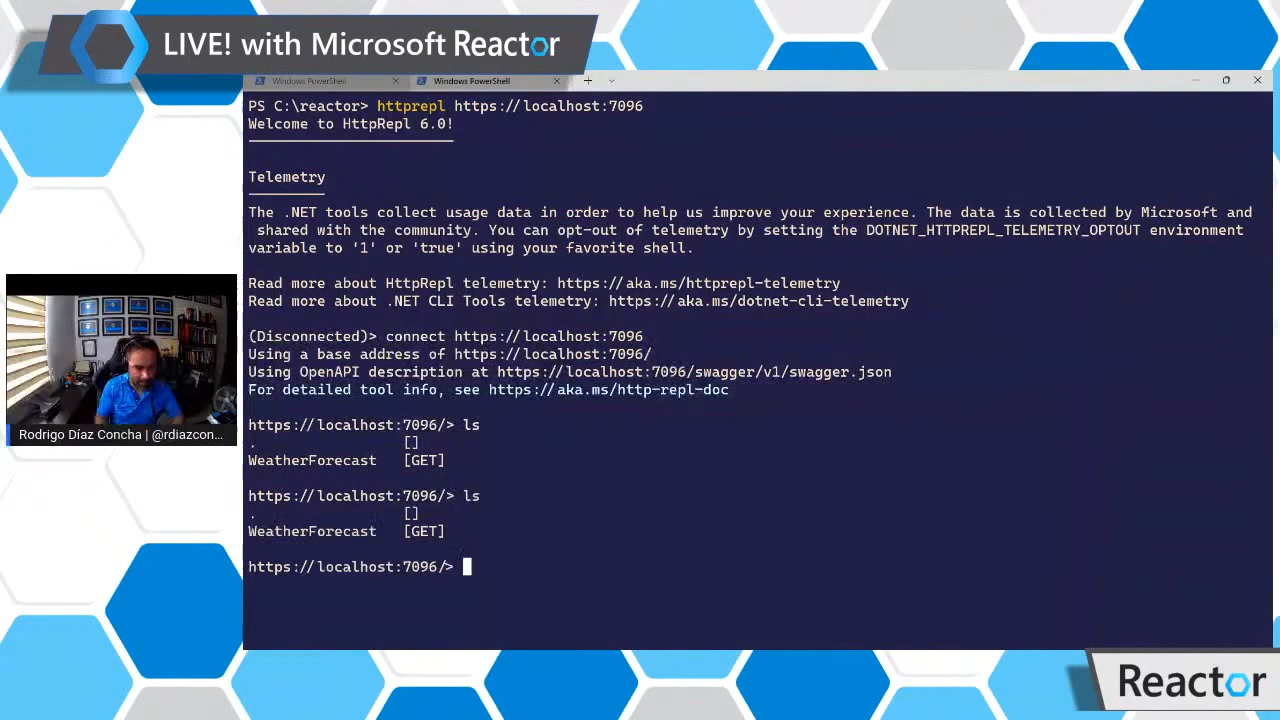 LIVE! with Microsoft Reactor
Windows PowerShell
Windows PowerShell
PS C:\reactor> httprepl https://localhost:7096
Welcome to HttpRepl 6.0!
Telemetry
The .NET tools collect usage data in order to help us improve your experience. The data is collected by Microsoft and
shared with the community. You can opt-out of telemetry by setting the DOTNET_HTTPREPL_TELEMETRY_OPTOUT environment
variable to '1' or 'true' using your favorite shell.
Read more about HttpRepl telemetry: https://aka.ms/httprepl-telemetry
Read more about .NET CLI Tools telemetry: https://aka.ms/dotnet-cli-telemetry
(Disconnected)> connect https://localhost:7096
Using a base address of https://localhost:7096/
Using OpenAPI description at https://localhost:7096/swagger/v1/swagger.json
For detailed tool info, see https://aka.ms/http-repl-doc
https://localhost:7096/> ls
. []
WeatherForecast [GET]
https://localhost:7096/> ls
. []
WeatherForecast [GET]
https://localhost:7096/>
Rodrigo Díaz Concha | @rdiazcon...
Reactor